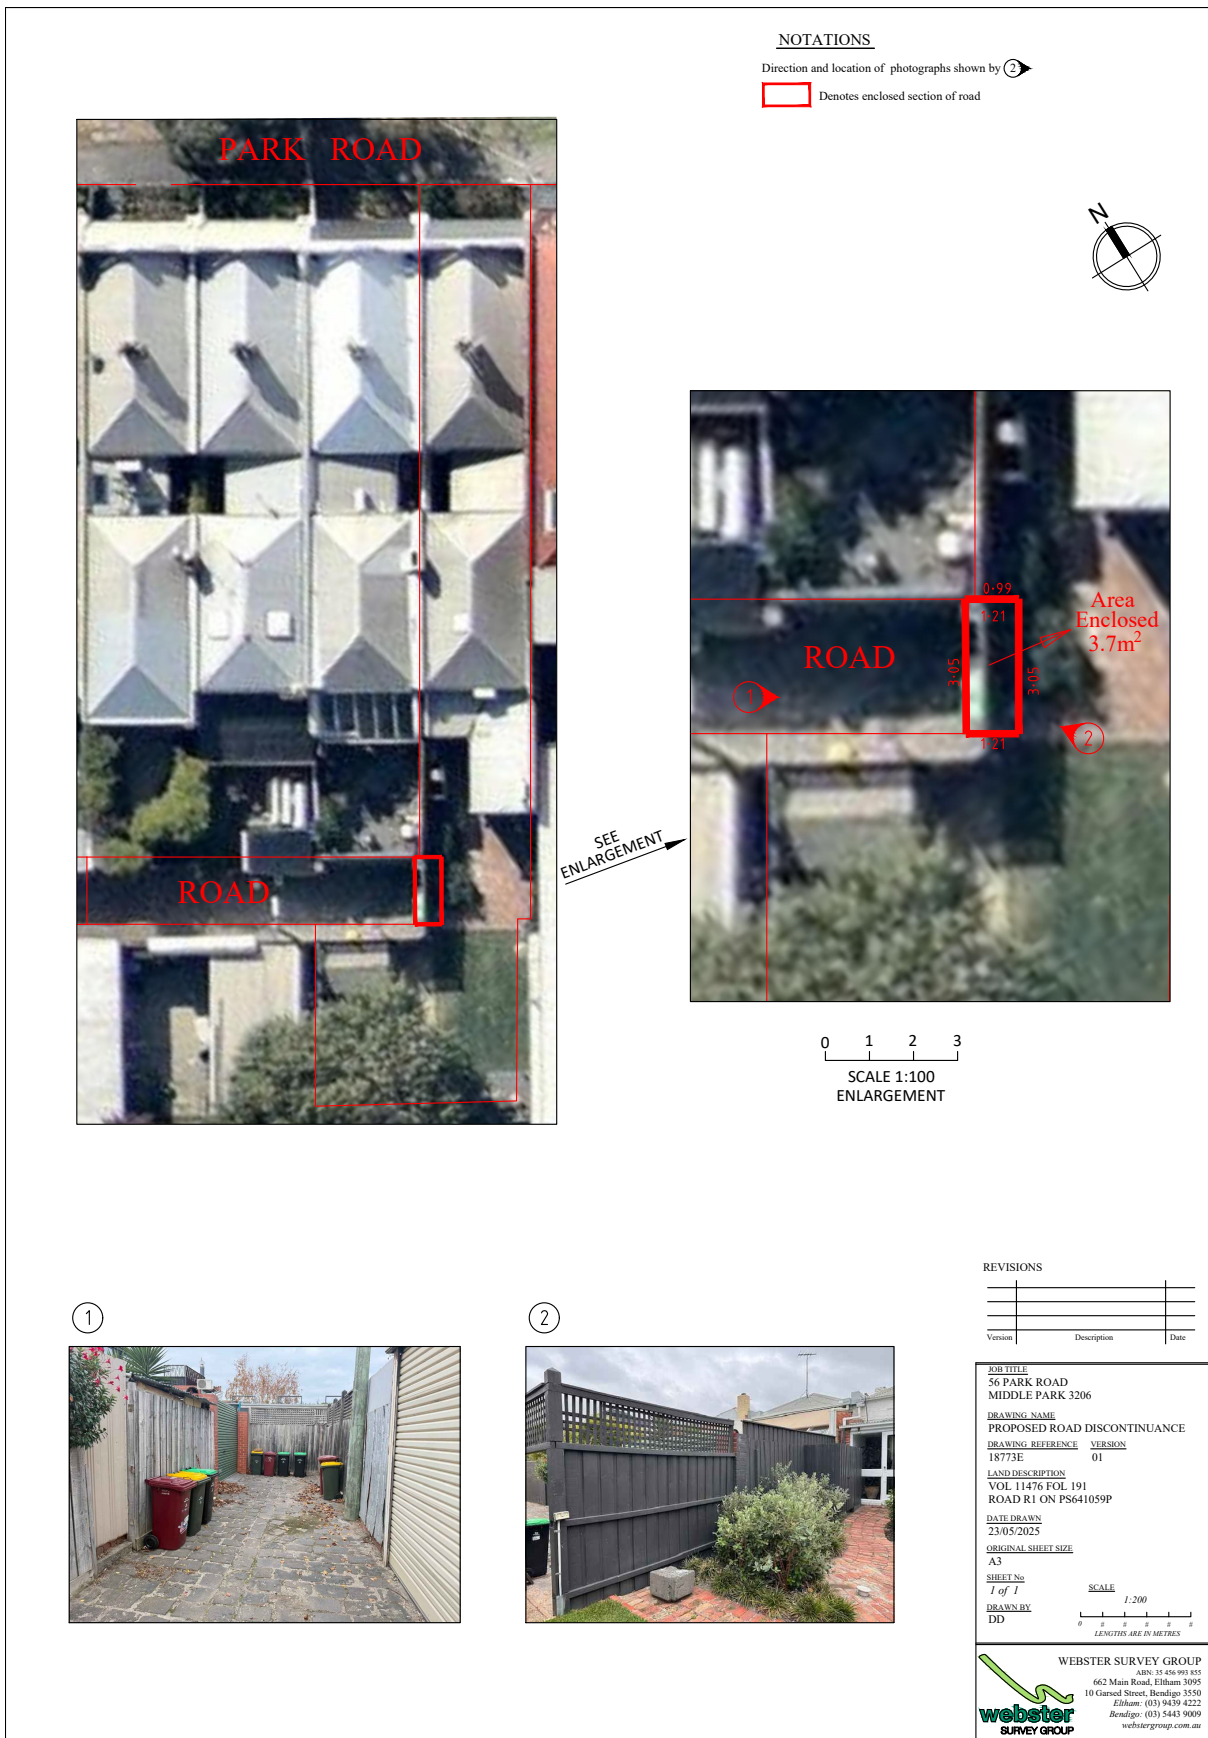 NOTATIONS
Direction and location of photographs shown by 2
Denotes enclosed section of road
PARK ROAD
N
0·99
1·21
Area
Enclosed
3.7m²
ROAD
3·05
3·05
1
2
1·21
SEE
ENLARGEMENT
ROAD
0 1 2 3
SCALE 1:100
ENLARGEMENT
1
2
REVISIONS
Version Description Date
JOB TITLE
56 PARK ROAD
MIDDLE PARK 3206
DRAWING NAME
PROPOSED ROAD DISCONTINUANCE
DRAWING REFERENCE VERSION
18773E 01
LAND DESCRIPTION
VOL 11476 FOL 191
ROAD R1 ON PS641059P
DATE DRAWN
23/05/2025
ORIGINAL SHEET SIZE
A3
SHEET No
1 of 1
SCALE
1:200
DRAWN BY
DD
0 # # # # #
LENGTHS ARE IN METRES
WEBSTER SURVEY GROUP
ABN: 35 456 993 855
662 Main Road, Eltham 3095
10 Garsed Street, Bendigo 3550
Eltham: (03) 9439 4222
Bendigo: (03) 5443 9009
webstergroup.com.au
webster
SURVEY GROUP